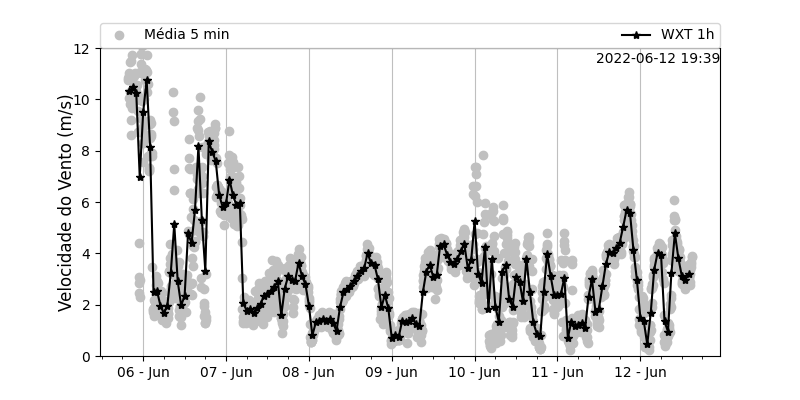 Média 5 min
WXT 1h
2022-06-12 19:39
Velocidade do Vento (m/s)
12
10
8
6
4
2
0
06 - Jun
07 - Jun
08 - Jun
09 - Jun
10 - Jun
11 - Jun
12 - Jun